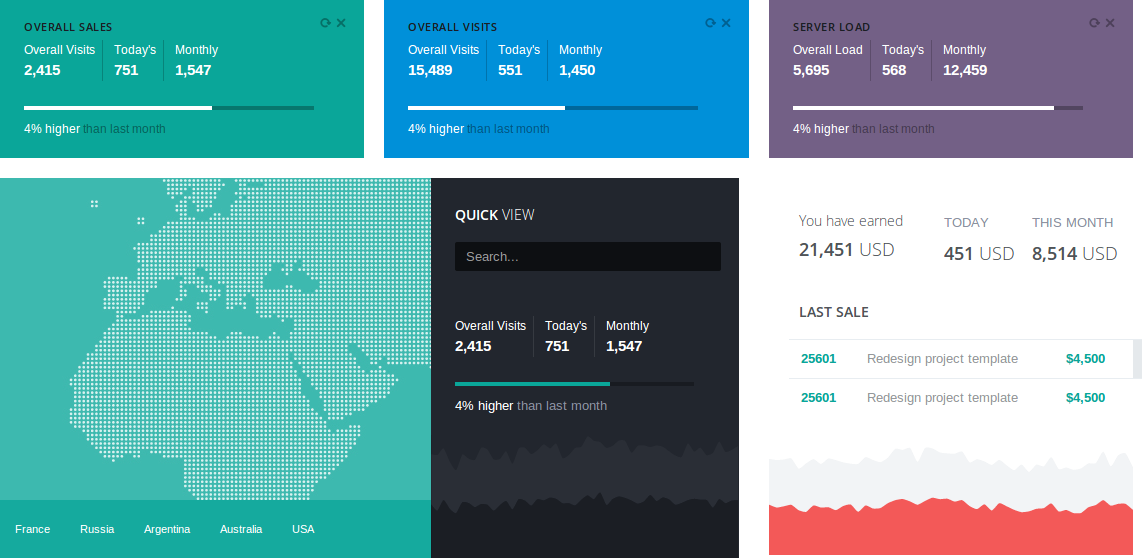 OVERALL SALES
Overall Visits Today's Monthly
2,415 751 1,547
4% higher than last month
OVERALL VISITS
Overall Visits Today's Monthly
15,489 551 1,450
4% higher than last month
SERVER LOAD
Overall Load Today's Monthly
5,695 568 12,459
4% higher than last month
France Russia Argentina Australia USA
QUICK VIEW
Search...
Overall Visits Today's Monthly
2,415 751 1,547
4% higher than last month
You have earned TODAY THIS MONTH
21,451 USD 451 USD 8,514 USD
LAST SALE
25601 Redesign project template $4,500
25601 Redesign project template $4,500